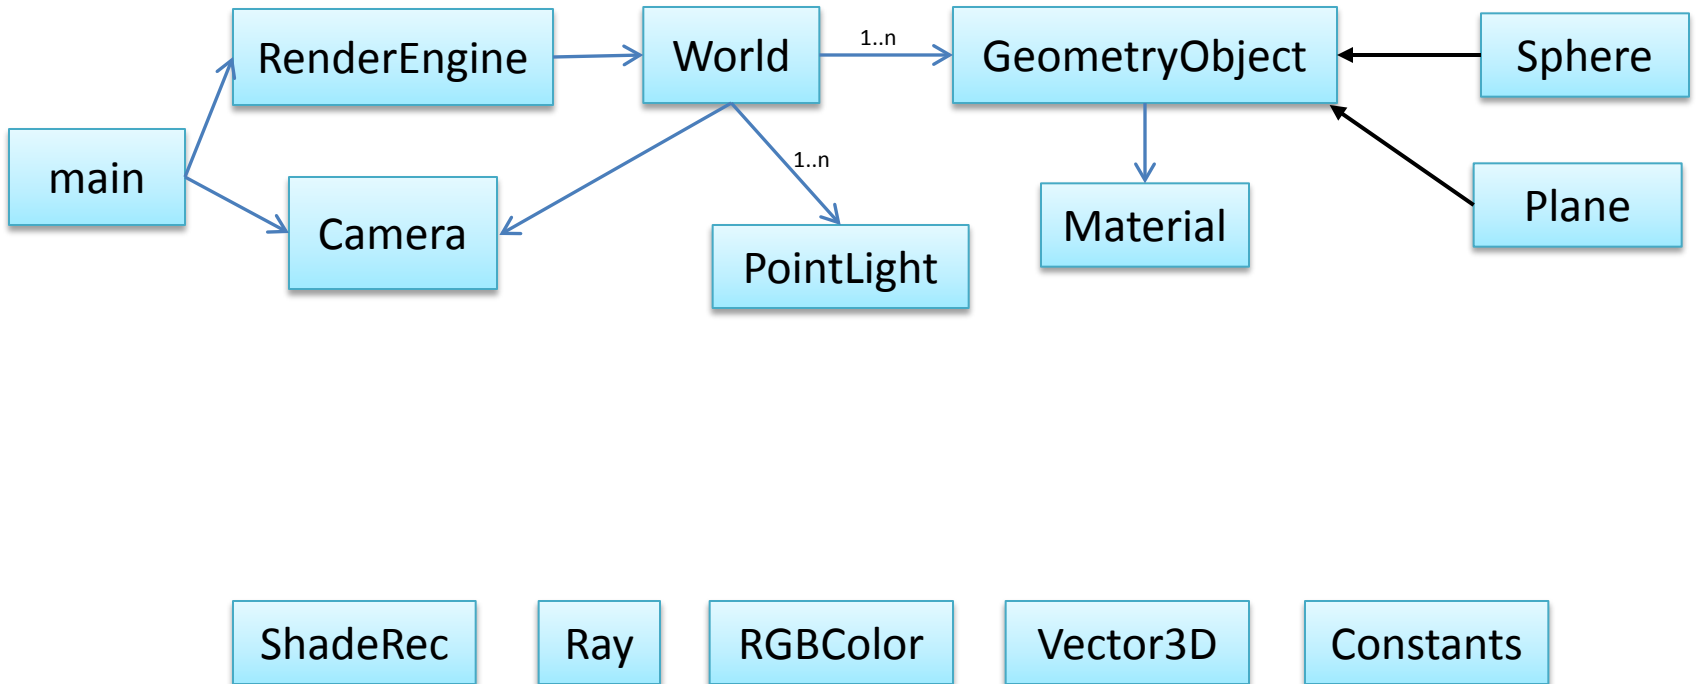 RenderEngine
World
1..n
GeometryObject
Sphere
main
Camera
1..n
PointLight
Material
Plane
ShadeRec
Ray
RGBColor
Vector3D
Constants